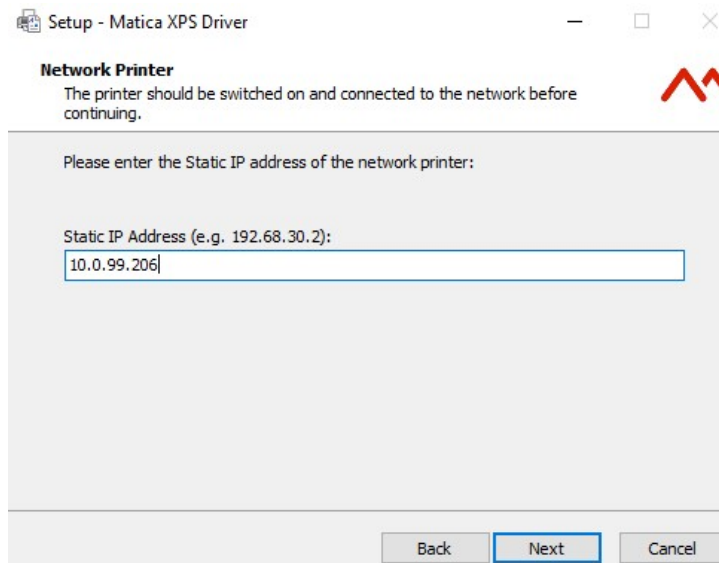 Setup - Matica XPS Driver
Network Printer
The printer should be switched on and connected to the network before
continuing.
Please enter the Static IP address of the network printer:
Static IP Address (e.g. 192.68.30.2):
10.0.99.206
Back Next Cancel